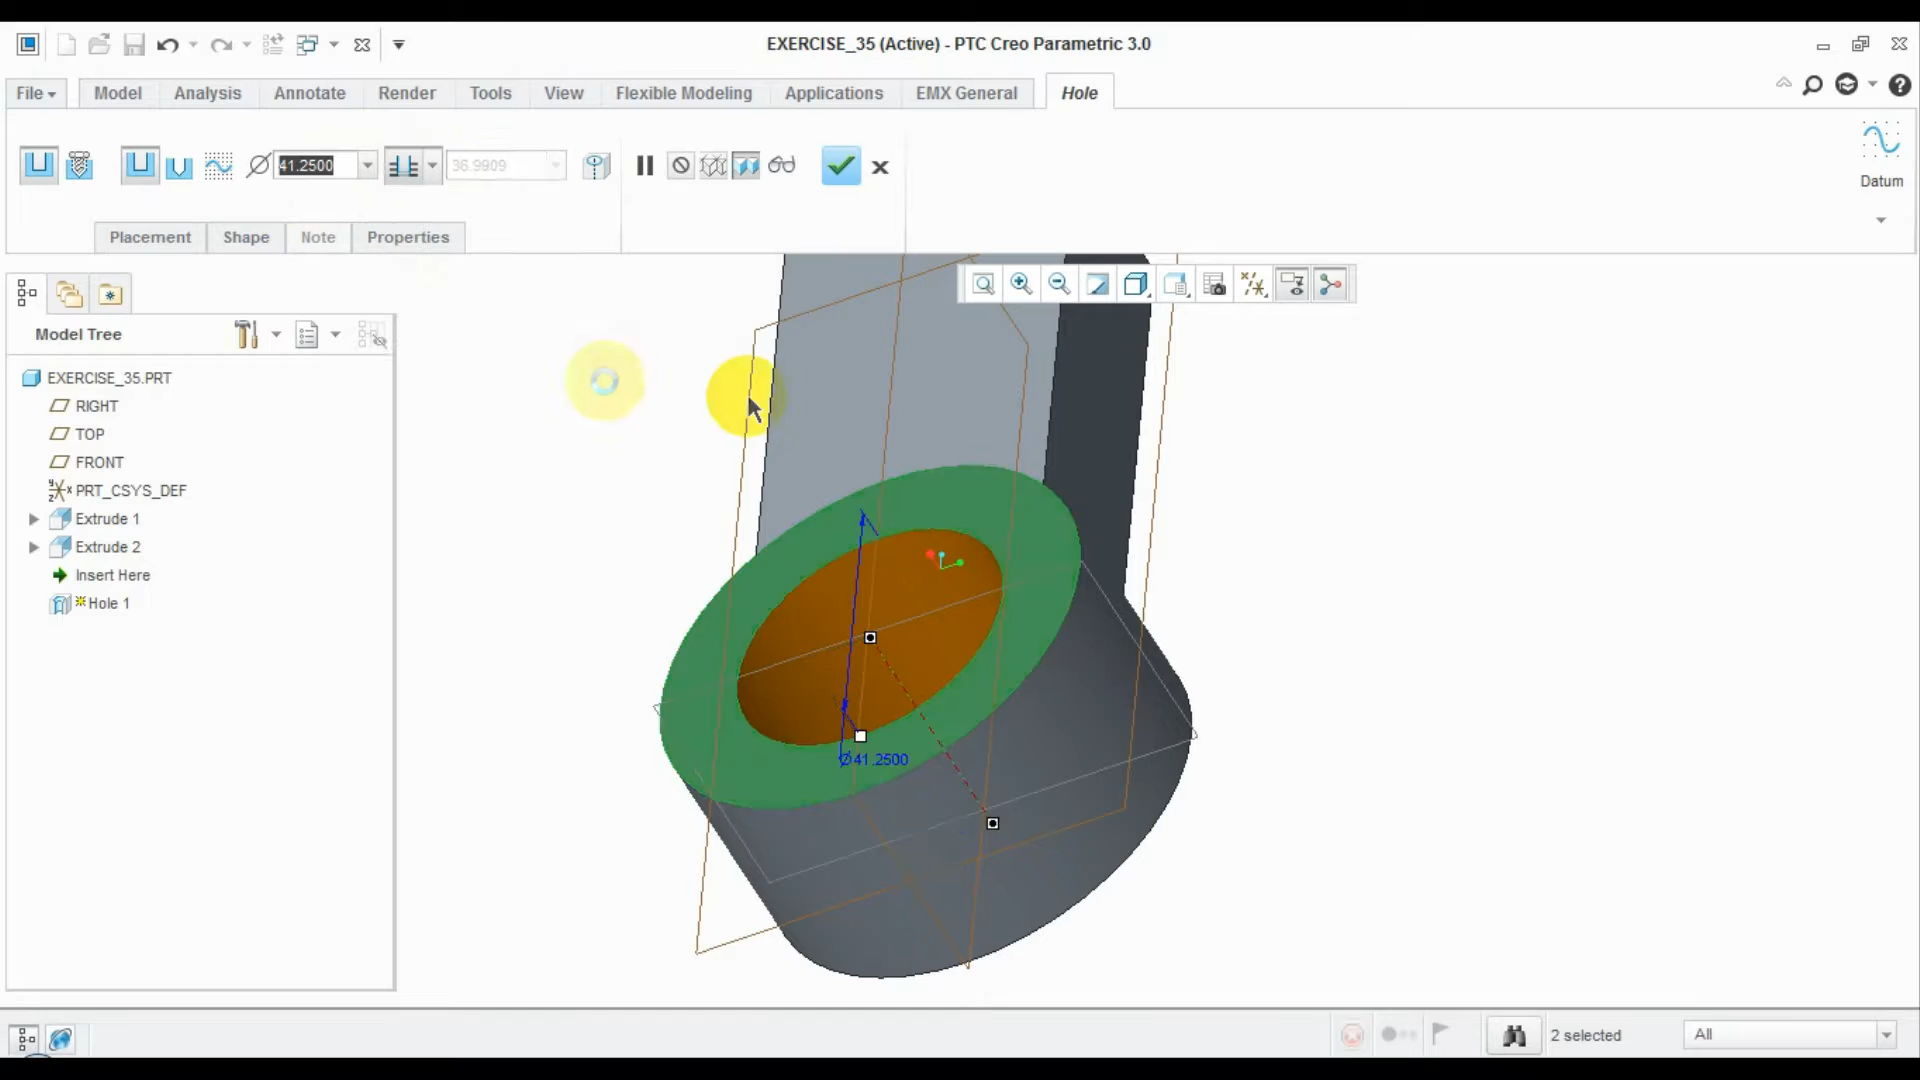 EXERCISE_35 (Active) - PTC Creo Parametric 3.0
File Model Analysis Annotate Render Tools View Flexible Modeling Applications EMX General Hole
41.2500 36.9909
Datum
Placement Shape Note Properties
Model Tree
EXERCISE_35.PRT
RIGHT
TOP
FRONT
PRT_CSYS_DEF
Extrude 1
Extrude 2
Insert Here
Hole 1
Ø41.2500
2 selected All